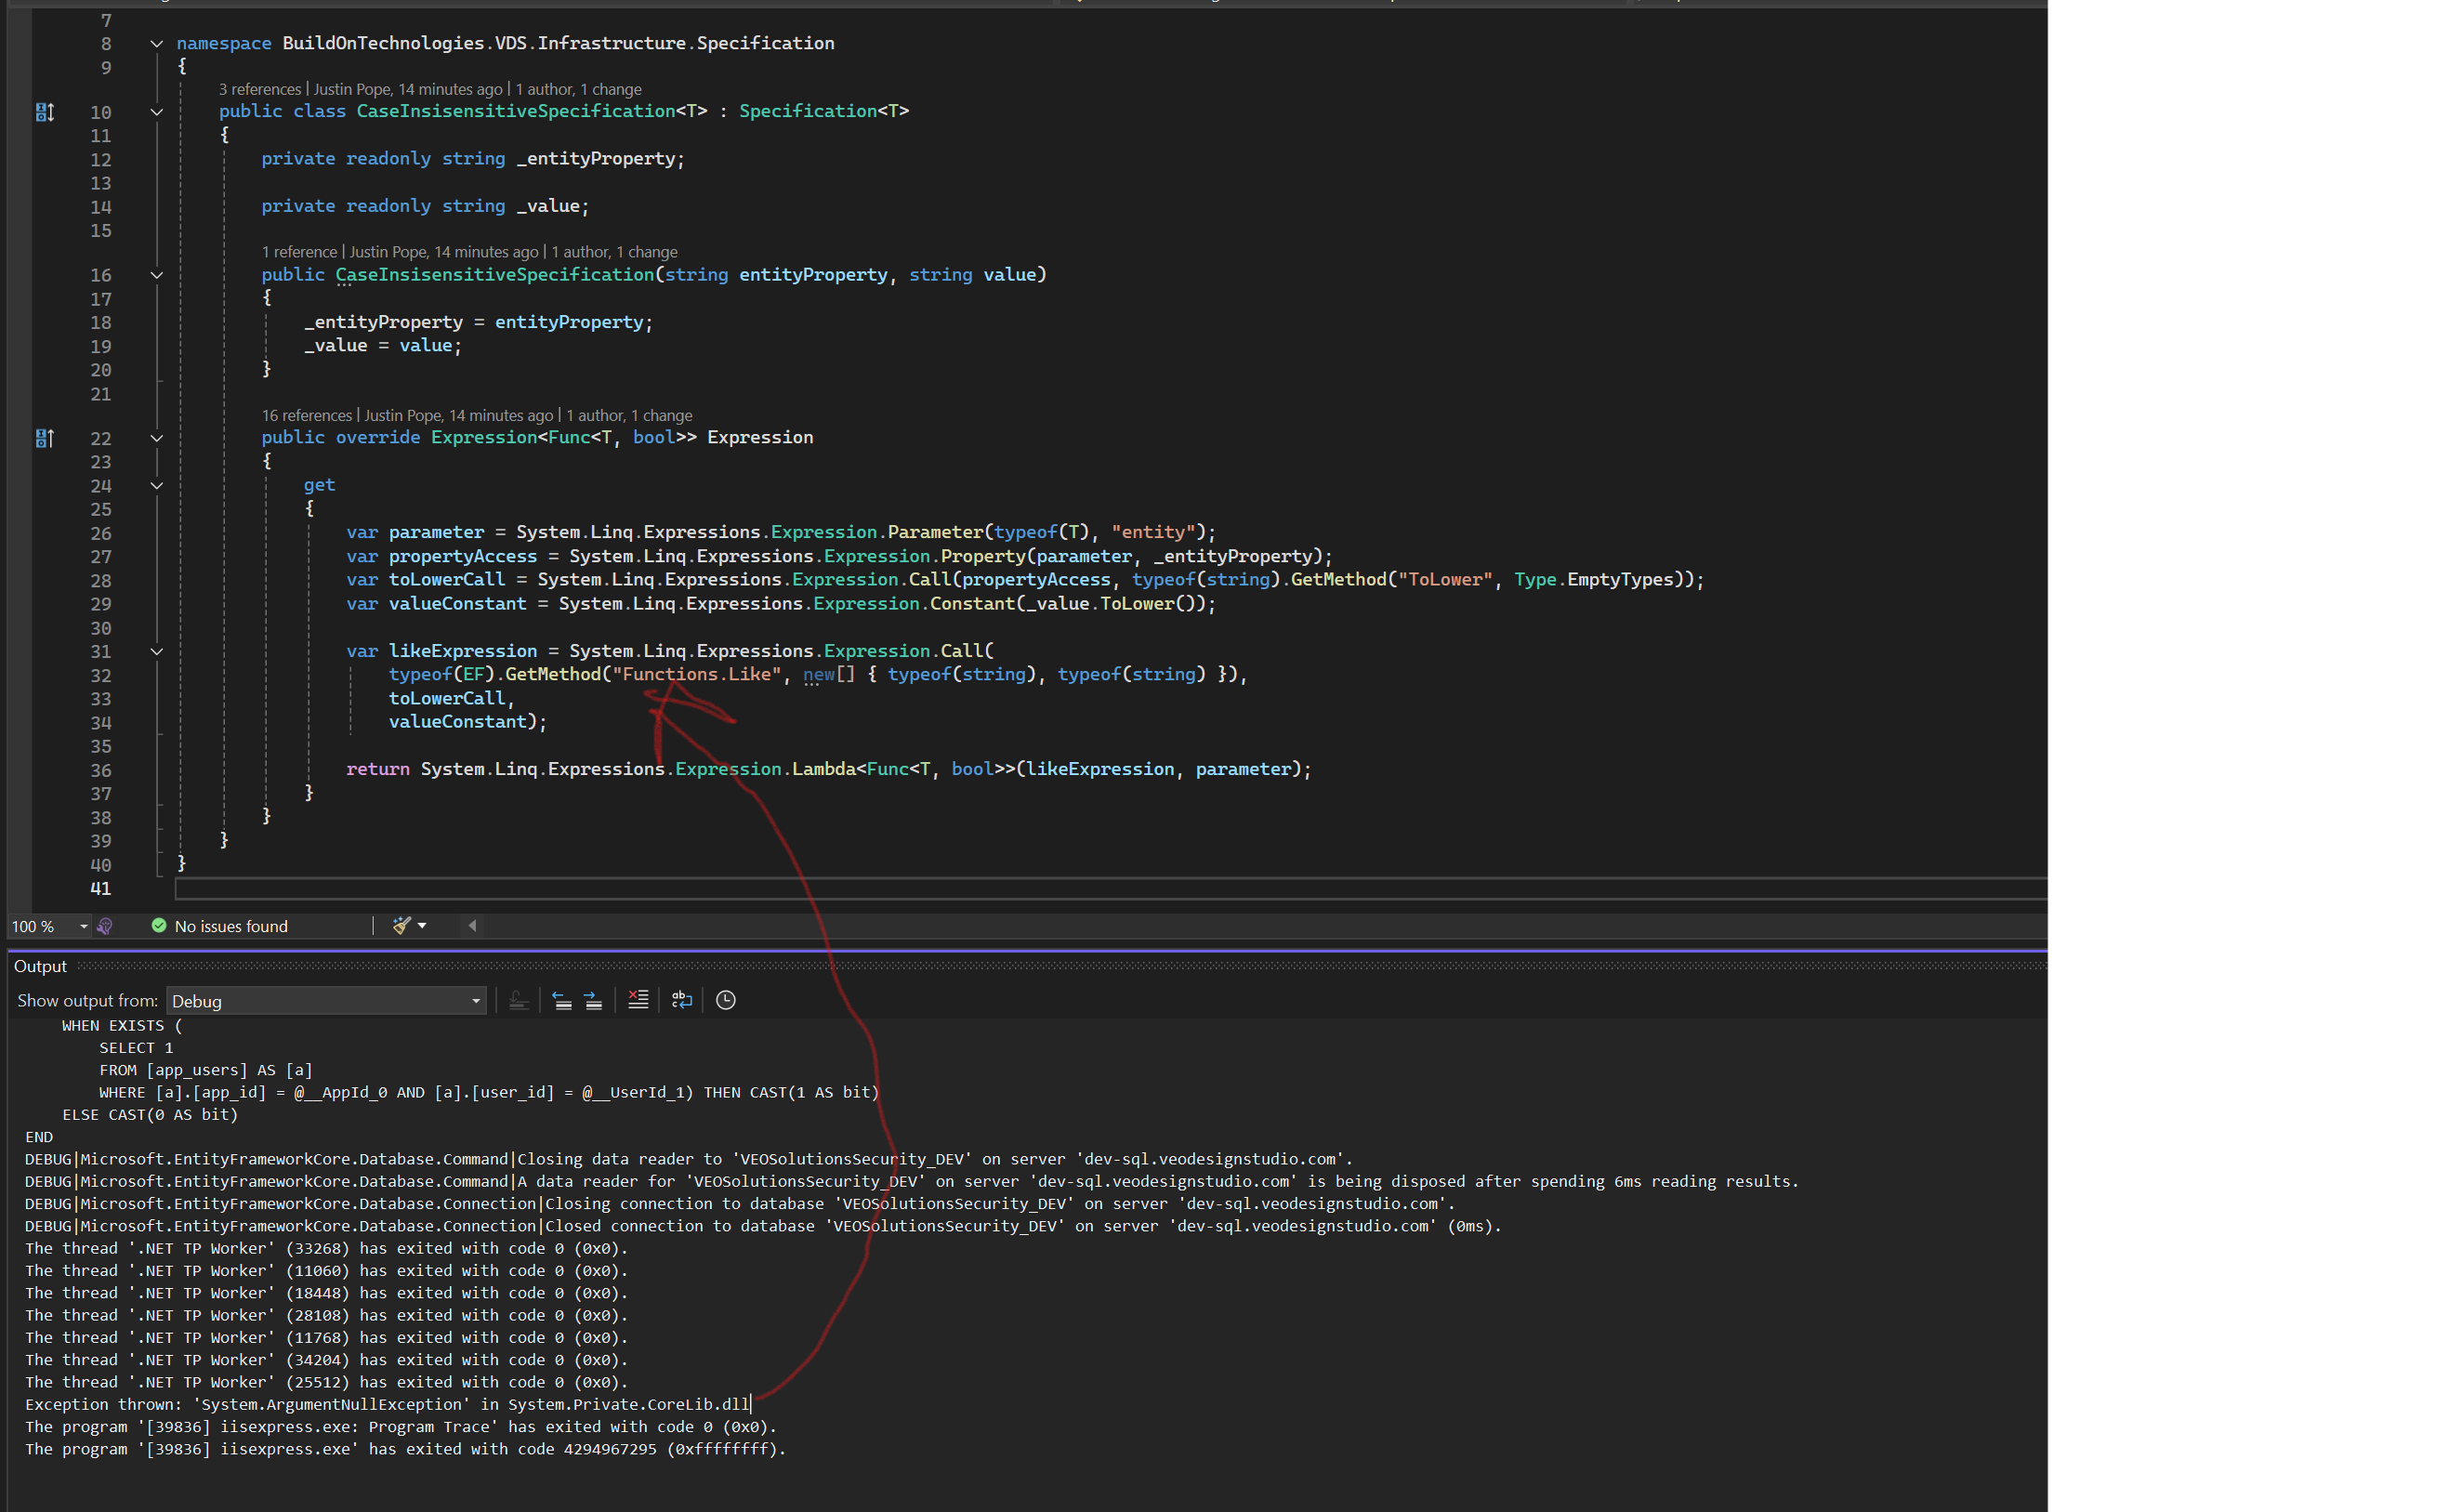 7
8 namespace BuildOnTechnologies.VDS.Infrastructure.Specification
9 {
3 references | Justin Pope, 14 minutes ago | 1 author, 1 change
10 public class CaseInsisensitiveSpecification<T> : Specification<T>
11 {
12 private readonly string _entityProperty;
13
14 private readonly string _value;
15
1 reference | Justin Pope, 14 minutes ago | 1 author, 1 change
16 public CaseInsisensitiveSpecification(string entityProperty, string value)
17 {
18 _entityProperty = entityProperty;
19 _value = value;
20 }
21
16 references | Justin Pope, 14 minutes ago | 1 author, 1 change
22 public override Expression<Func<T, bool>> Expression
23 {
24 get
25 {
26 var parameter = System.Linq.Expressions.Expression.Parameter(typeof(T), "entity");
27 var propertyAccess = System.Linq.Expressions.Expression.Property(parameter, _entityProperty);
28 var toLowerCall = System.Linq.Expressions.Expression.Call(propertyAccess, typeof(string).GetMethod("ToLower", Type.EmptyTypes));
29 var valueConstant = System.Linq.Expressions.Expression.Constant(_value.ToLower());
30
31 var likeExpression = System.Linq.Expressions.Expression.Call(
32 typeof(EF).GetMethod("Functions.Like", new[] { typeof(string), typeof(string) }),
33 toLowerCall,
34 valueConstant);
35
36 return System.Linq.Expressions.Expression.Lambda<Func<T, bool>>(likeExpression, parameter);
37 }
38 }
39 }
40 }
41
100 % No issues found
Output
Show output from: Debug
WHEN EXISTS (
SELECT 1
FROM [app_users] AS [a]
WHERE [a].[app_id] = @__AppId_0 AND [a].[user_id] = @__UserId_1) THEN CAST(1 AS bit)
ELSE CAST(0 AS bit)
END
DEBUG|Microsoft.EntityFrameworkCore.Database.Command|Closing data reader to 'VEOSolutionsSecurity_DEV' on server 'dev-sql.veodesignstudio.com'.
DEBUG|Microsoft.EntityFrameworkCore.Database.Command|A data reader for 'VEOSolutionsSecurity_DEV' on server 'dev-sql.veodesignstudio.com' is being disposed after spending 6ms reading results.
DEBUG|Microsoft.EntityFrameworkCore.Database.Connection|Closing connection to database 'VEOSolutionsSecurity_DEV' on server 'dev-sql.veodesignstudio.com'.
DEBUG|Microsoft.EntityFrameworkCore.Database.Connection|Closed connection to database 'VEOSolutionsSecurity_DEV' on server 'dev-sql.veodesignstudio.com' (0ms).
The thread '.NET TP Worker' (33268) has exited with code 0 (0x0).
The thread '.NET TP Worker' (11060) has exited with code 0 (0x0).
The thread '.NET TP Worker' (18448) has exited with code 0 (0x0).
The thread '.NET TP Worker' (28108) has exited with code 0 (0x0).
The thread '.NET TP Worker' (11768) has exited with code 0 (0x0).
The thread '.NET TP Worker' (34204) has exited with code 0 (0x0).
The thread '.NET TP Worker' (25512) has exited with code 0 (0x0).
Exception thrown: 'System.ArgumentNullException' in System.Private.CoreLib.dll
The program '[39836] iisexpress.exe: Program Trace' has exited with code 0 (0x0).
The program '[39836] iisexpress.exe' has exited with code 4294967295 (0xffffffff).